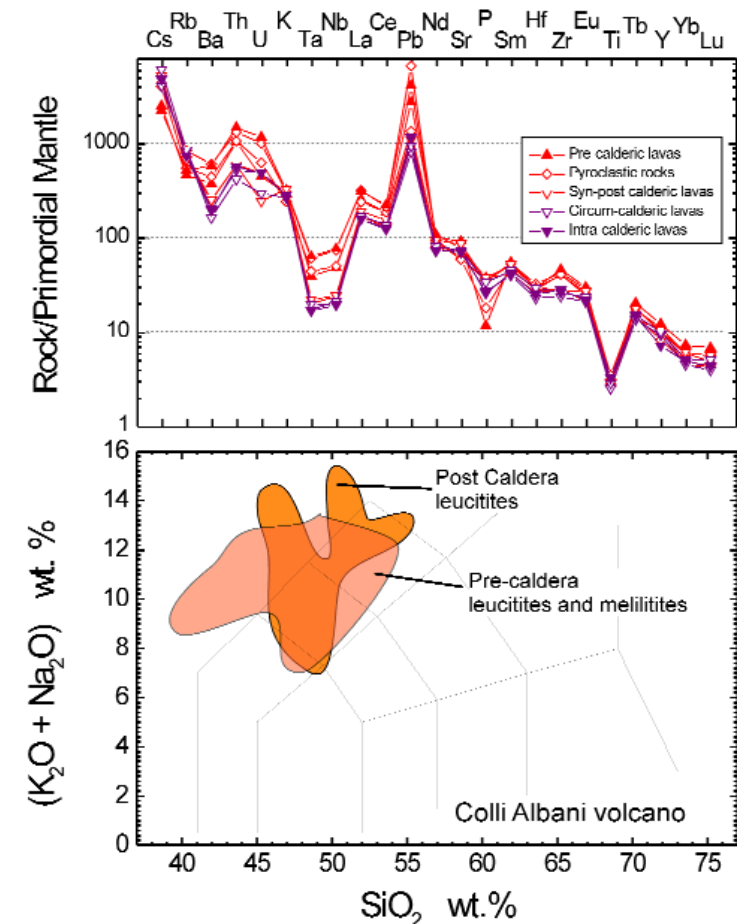 Rb Th K Nb Ce Nd P Hf Eu Tb Yb
Cs Ba U Ta La Pb Sr Sm Zr Ti Y Lu
Rock/Primordial Mantle
1000
100
10
1
Pre calderic lavas
Pyroclastic rocks
Syn-post calderic lavas
Circum-calderic lavas
Intra calderic lavas
(K₂O + Na₂O) wt. %
16
14
12
10
8
6
4
2
0
Post Caldera
leucitites
Pre-caldera
leucitites and melilitites
Colli Albani volcano
40 45 50 55 60 65 70 75
SiO₂ wt.%